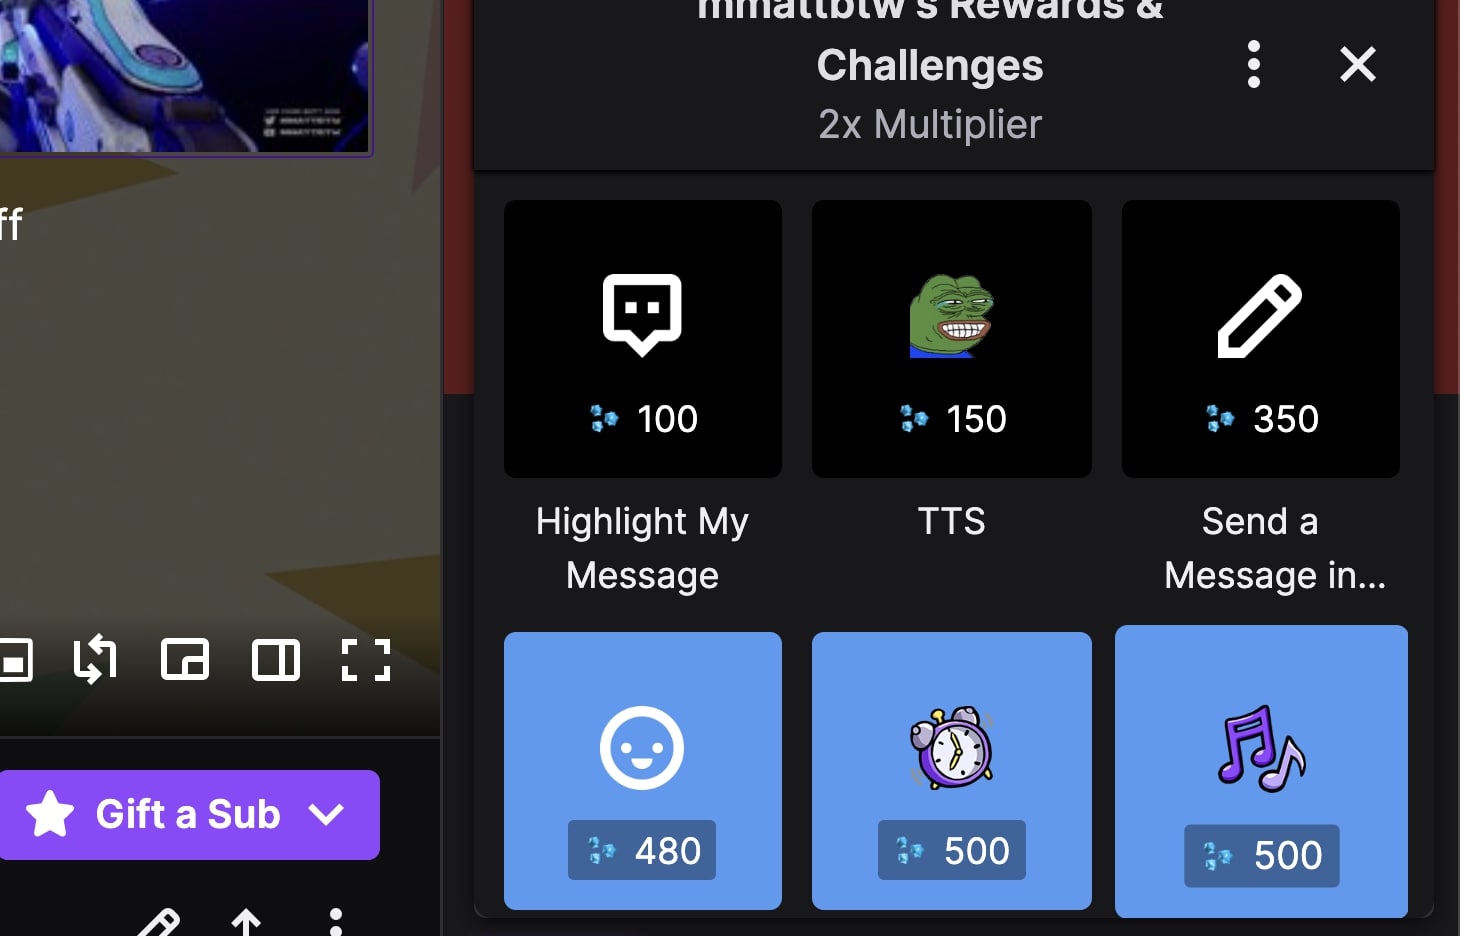 mmattbtw's Rewards &
Challenges
2x Multiplier
ff
100
150
350
Highlight My
Message
TTS
Send a
Message in...
480
500
500
Gift a Sub